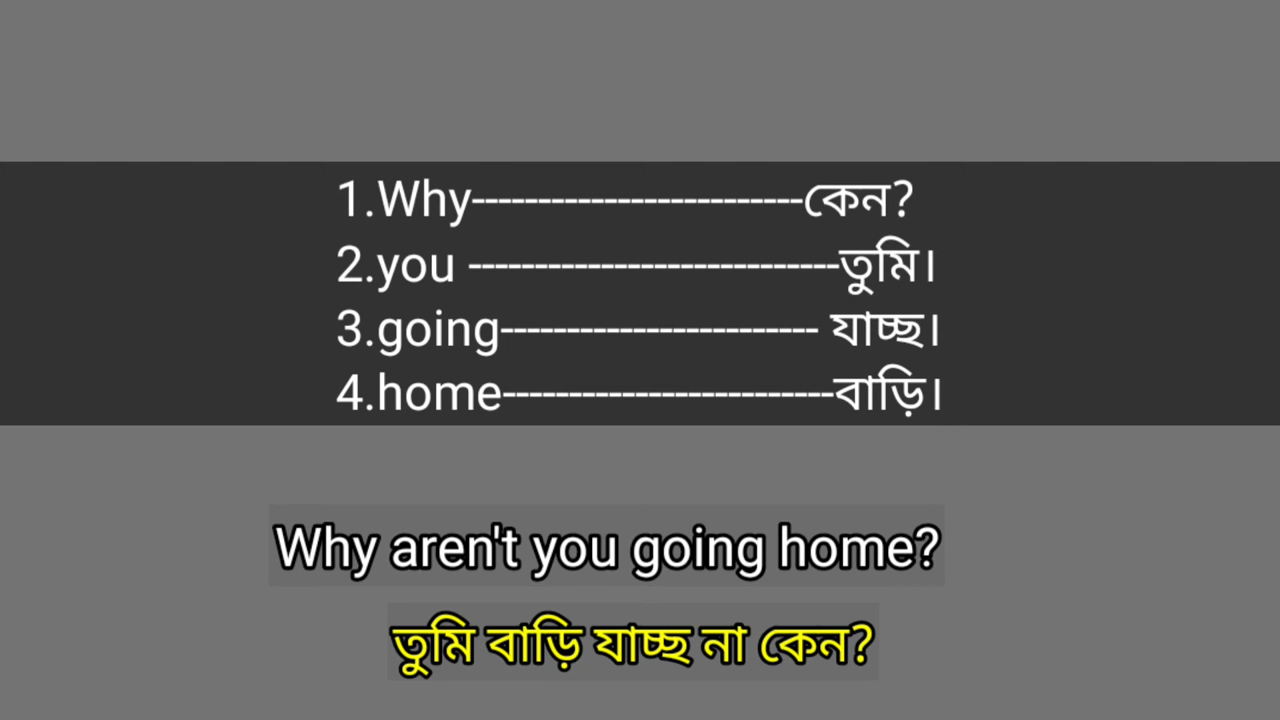 1.Why-------------------------কেন?
2.you ----------------------------তুমি।
3.going------------------------ যাচ্ছ।
4.home-------------------------বাড়ি।
Why aren't you going home?
তুমি বাড়ি যাচ্ছ না কেন?